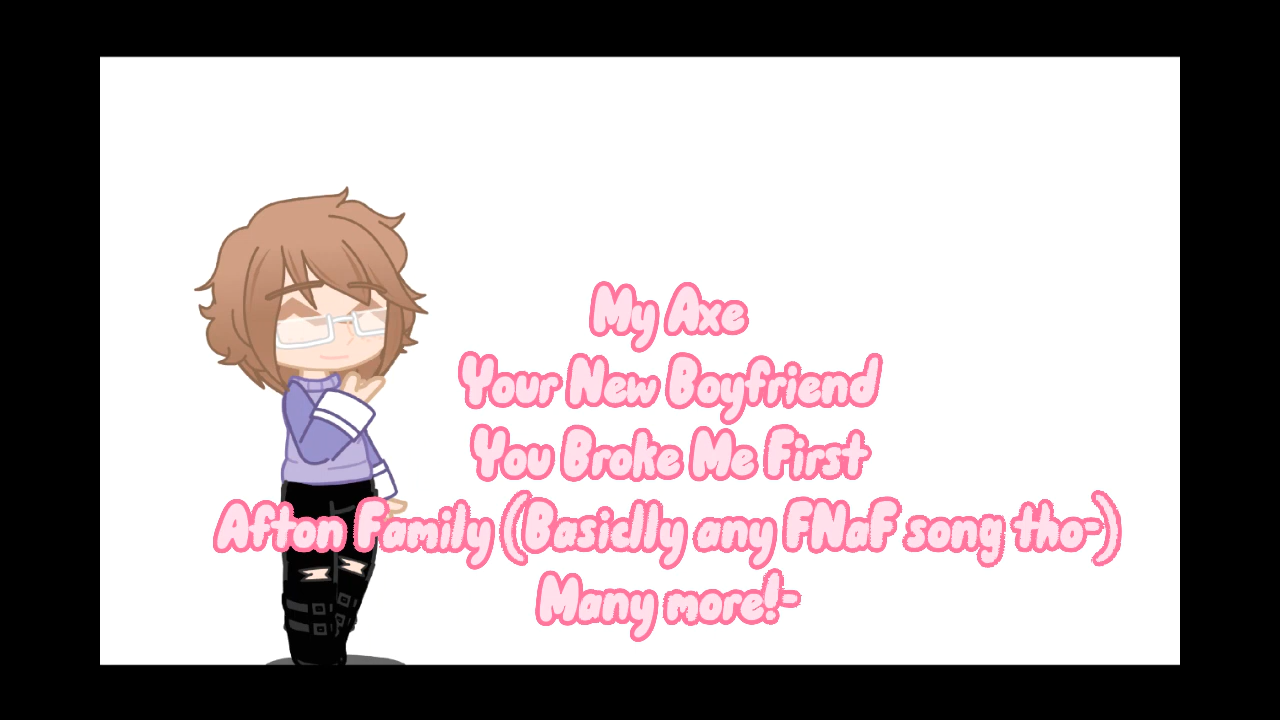 My Axe
Your New Boyfriend
You Broke Me First
Afton Family (Basiclly any FNaF song tho-)
Many more!-